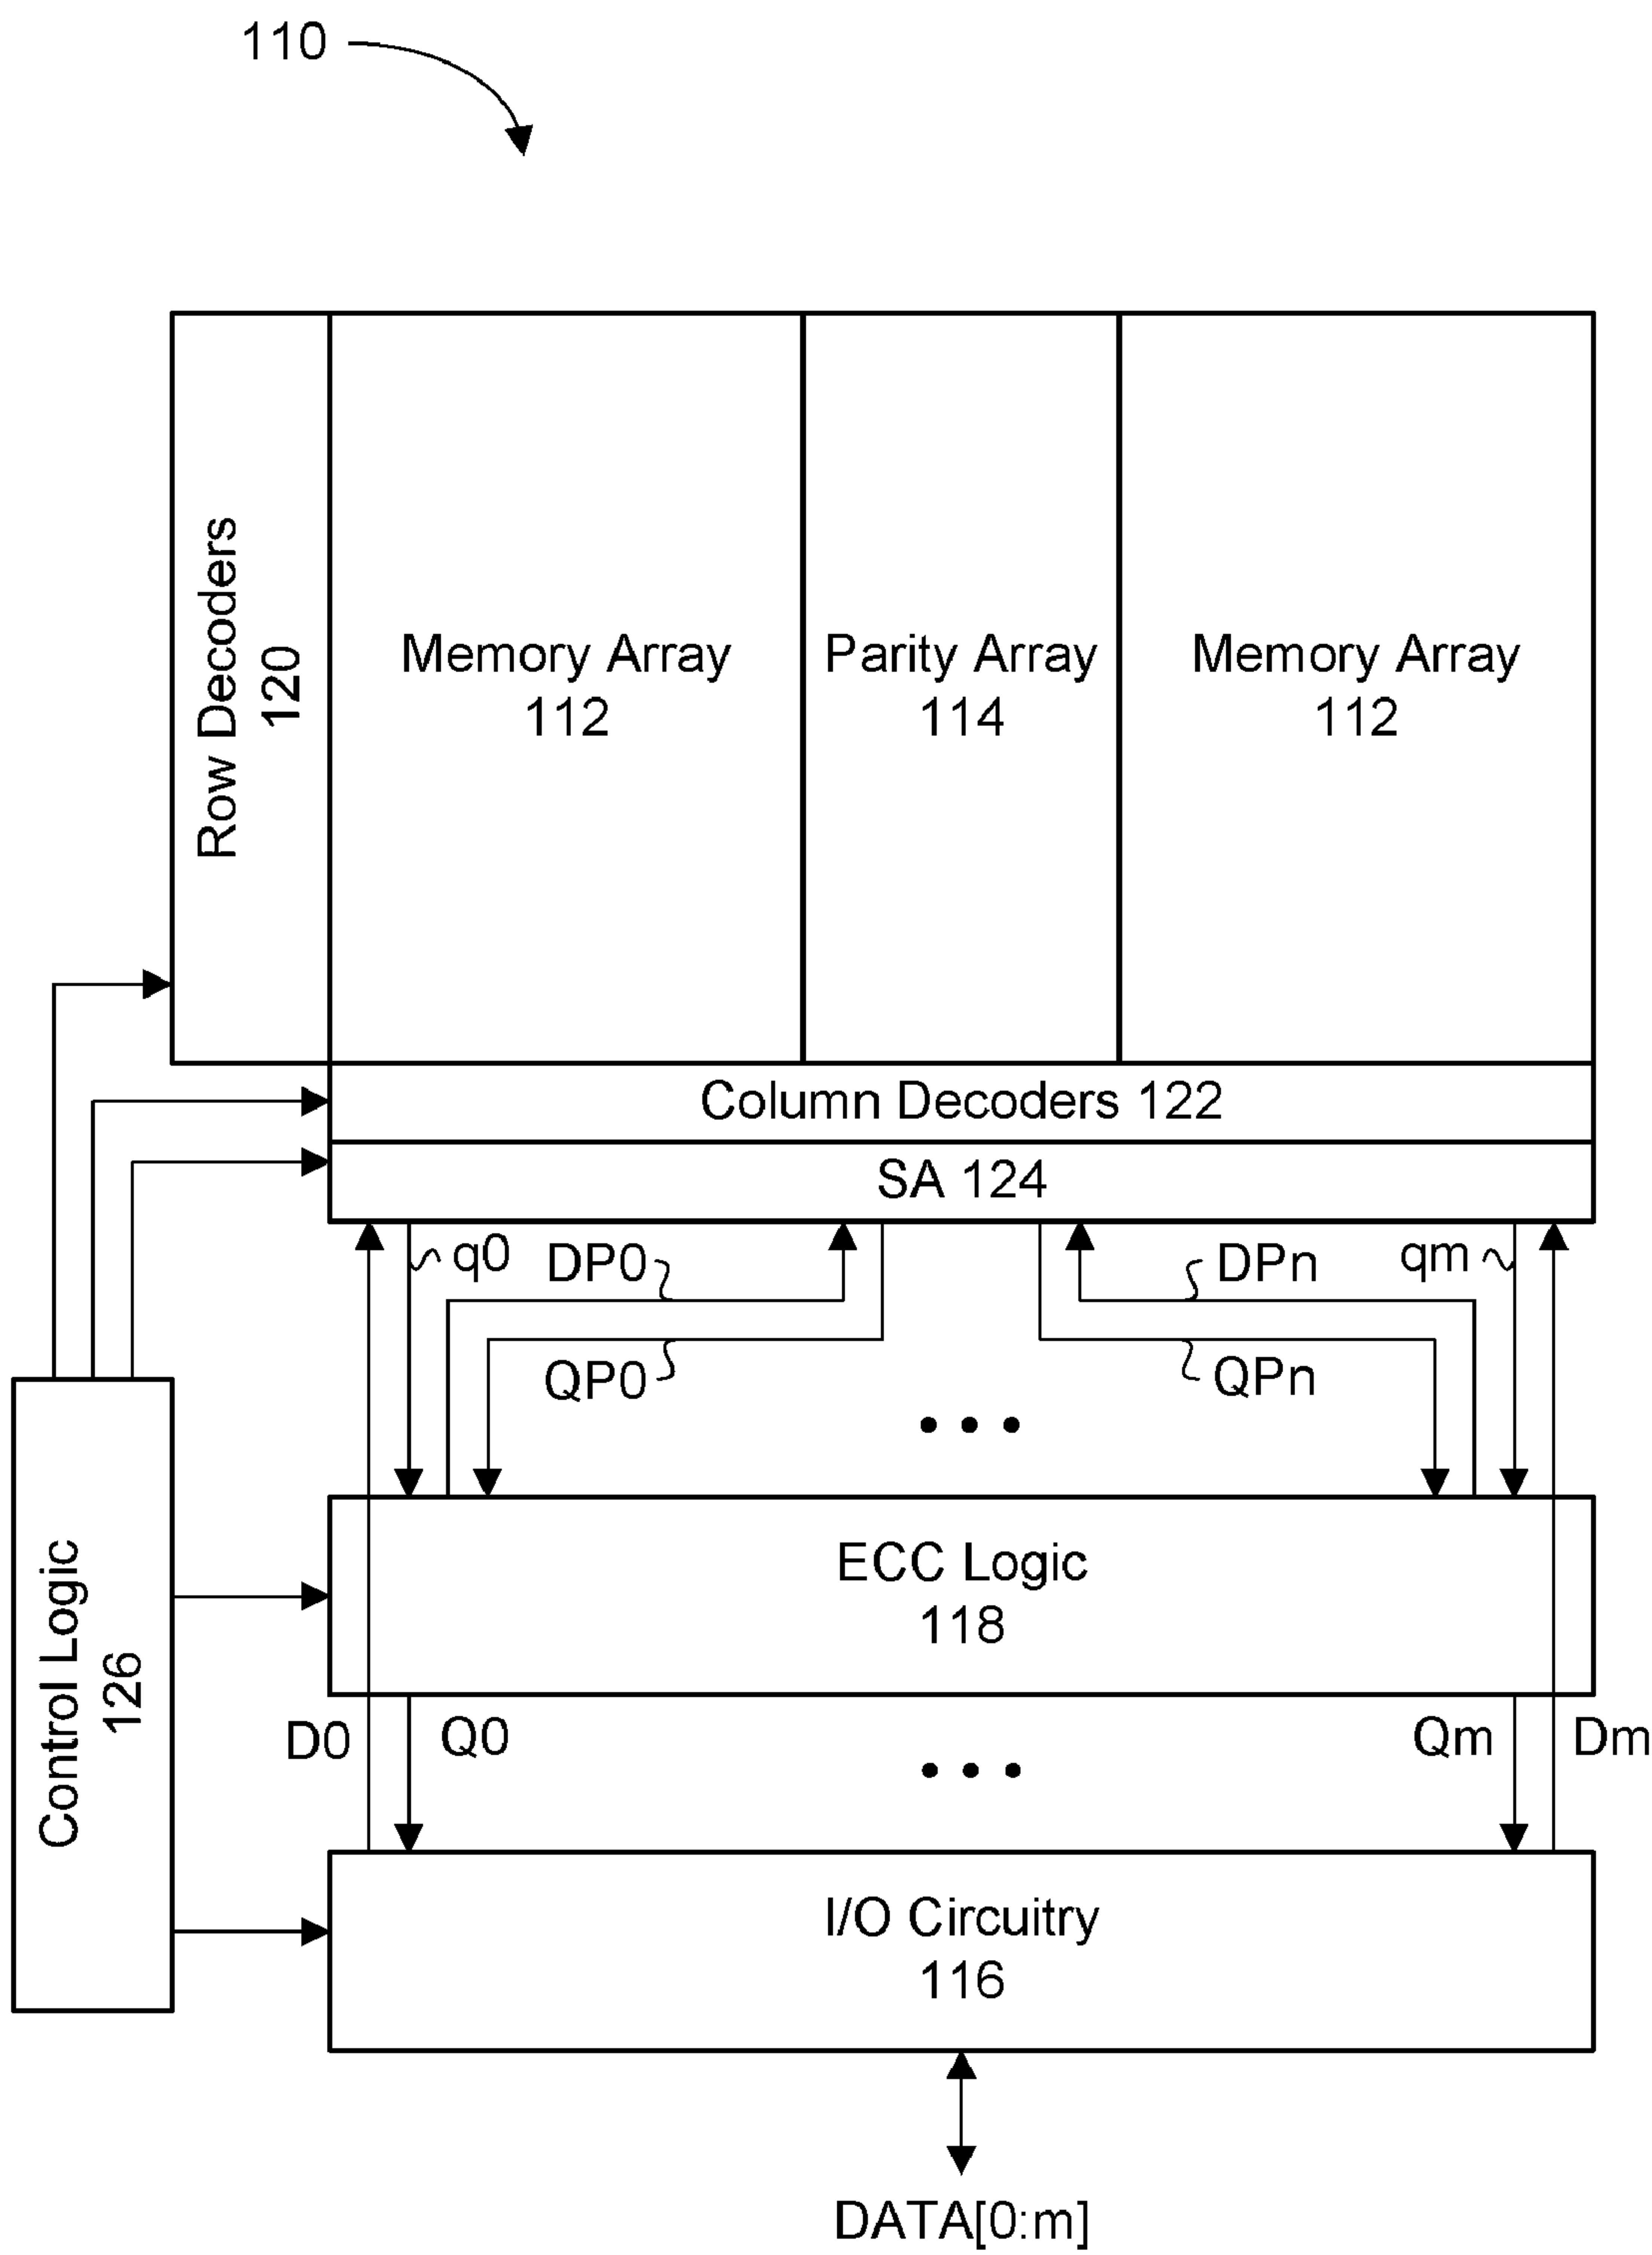 110
Row Decoders
120
Memory Array
112
Parity Array
114
Memory Array
112
Column Decoders 122
SA 124
q0
DP0
DPn
qm
QP0
QPn
ECC Logic
118
Control Logic
126
D0
Q0
Qm
Dm
I/O Circuitry
116
DATA[0:m]